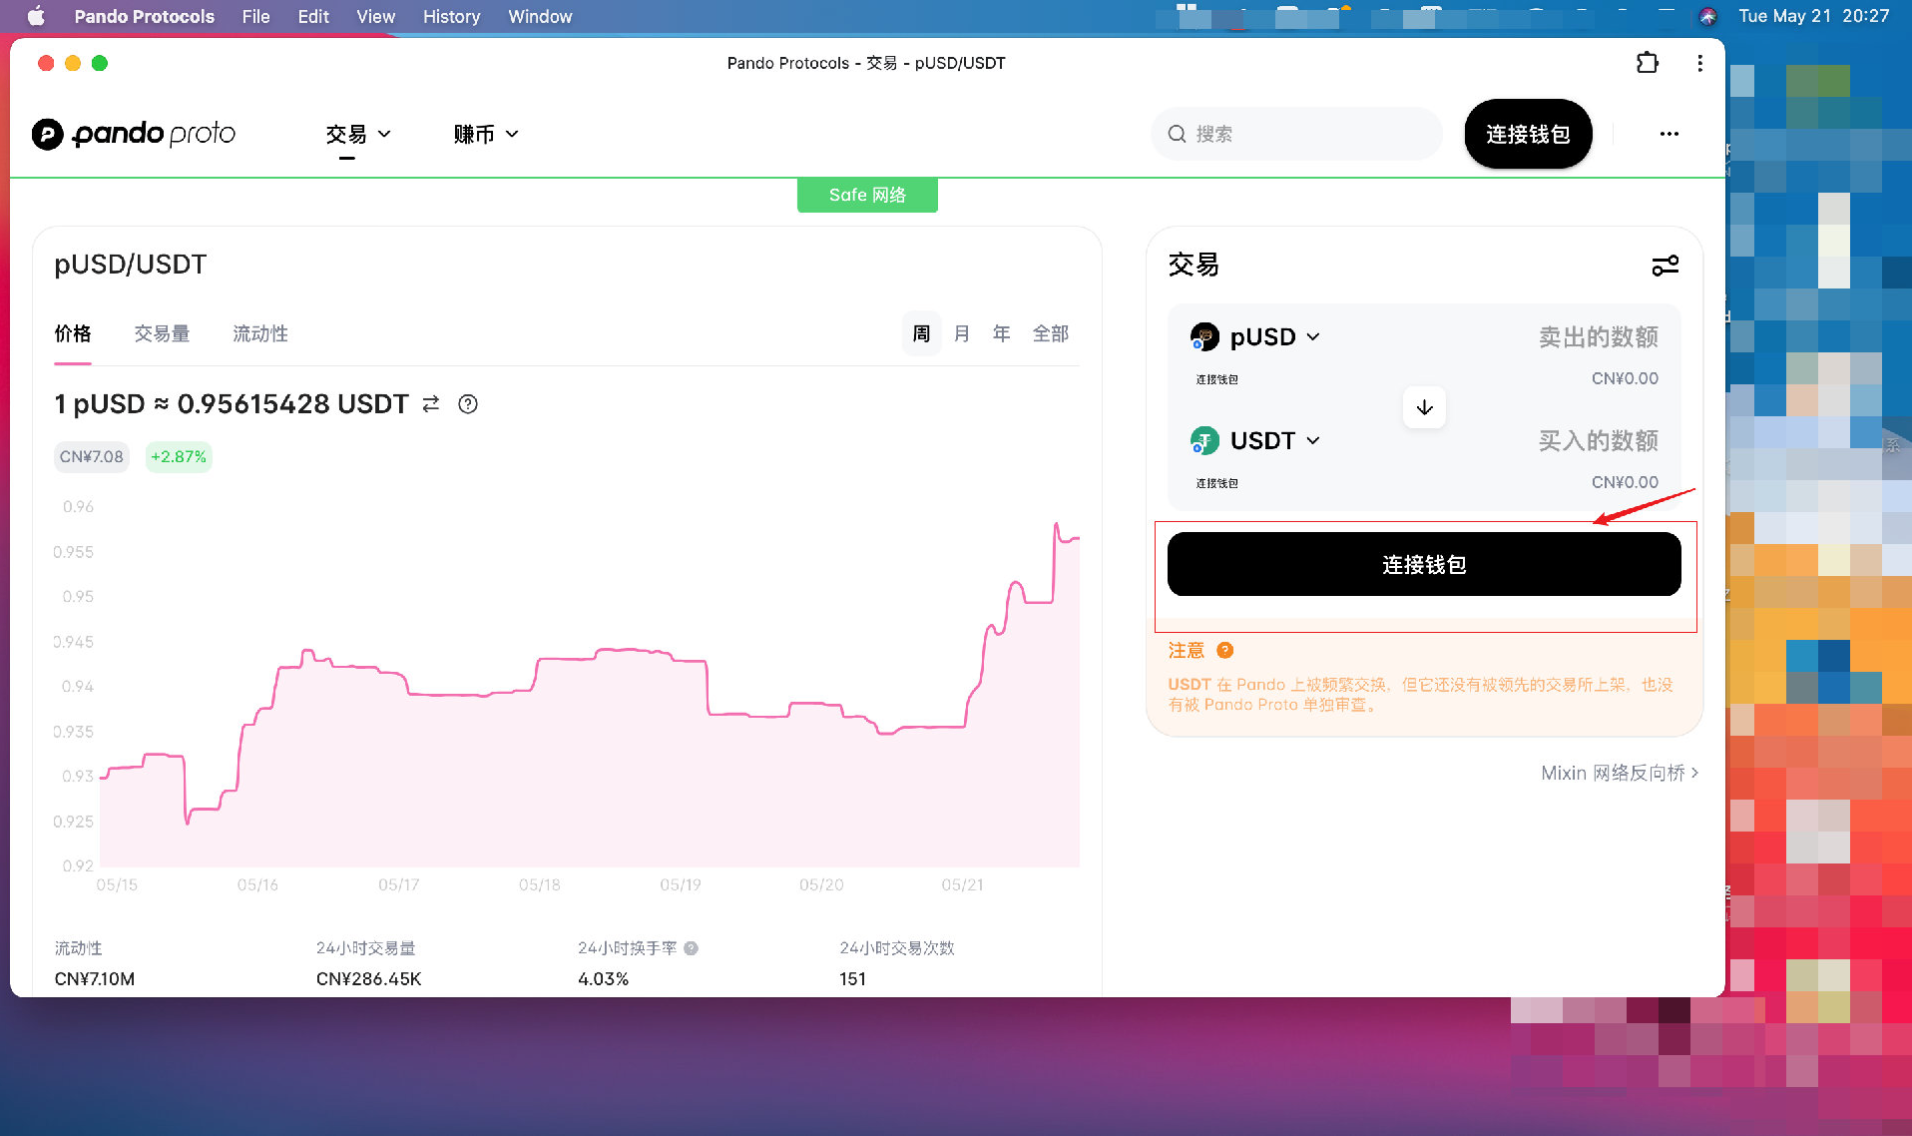 Pando Protocols File Edit View History Window
Tue May 21 20:27
Pando Protocols - 交易 - pUSD/USDT
pando proto
交易
赚币
搜索
连接钱包
Safe 网络
pUSD/USDT
价格 交易量 流动性
周 月 年 全部
1 pUSD ≈ 0.95615428 USDT
CN¥7.08 +2.87%
0.96
0.955
0.95
0.945
0.94
0.935
0.93
0.925
0.92
05/15 05/16 05/17 05/18 05/19 05/20 05/21
流动性 24小时交易量 24小时换手率 24小时交易次数
CN¥7.10M CN¥286.45K 4.03% 151
交易
pUSD 卖出的数额
连接钱包 CN¥0.00
USDT 买入的数额
连接钱包 CN¥0.00
连接钱包
注意
USDT 在 Pando 上被频繁交换，但它还没有被领先的交易所上架，也没
有被 Pando Proto 单独审查。
Mixin 网络反向桥 >